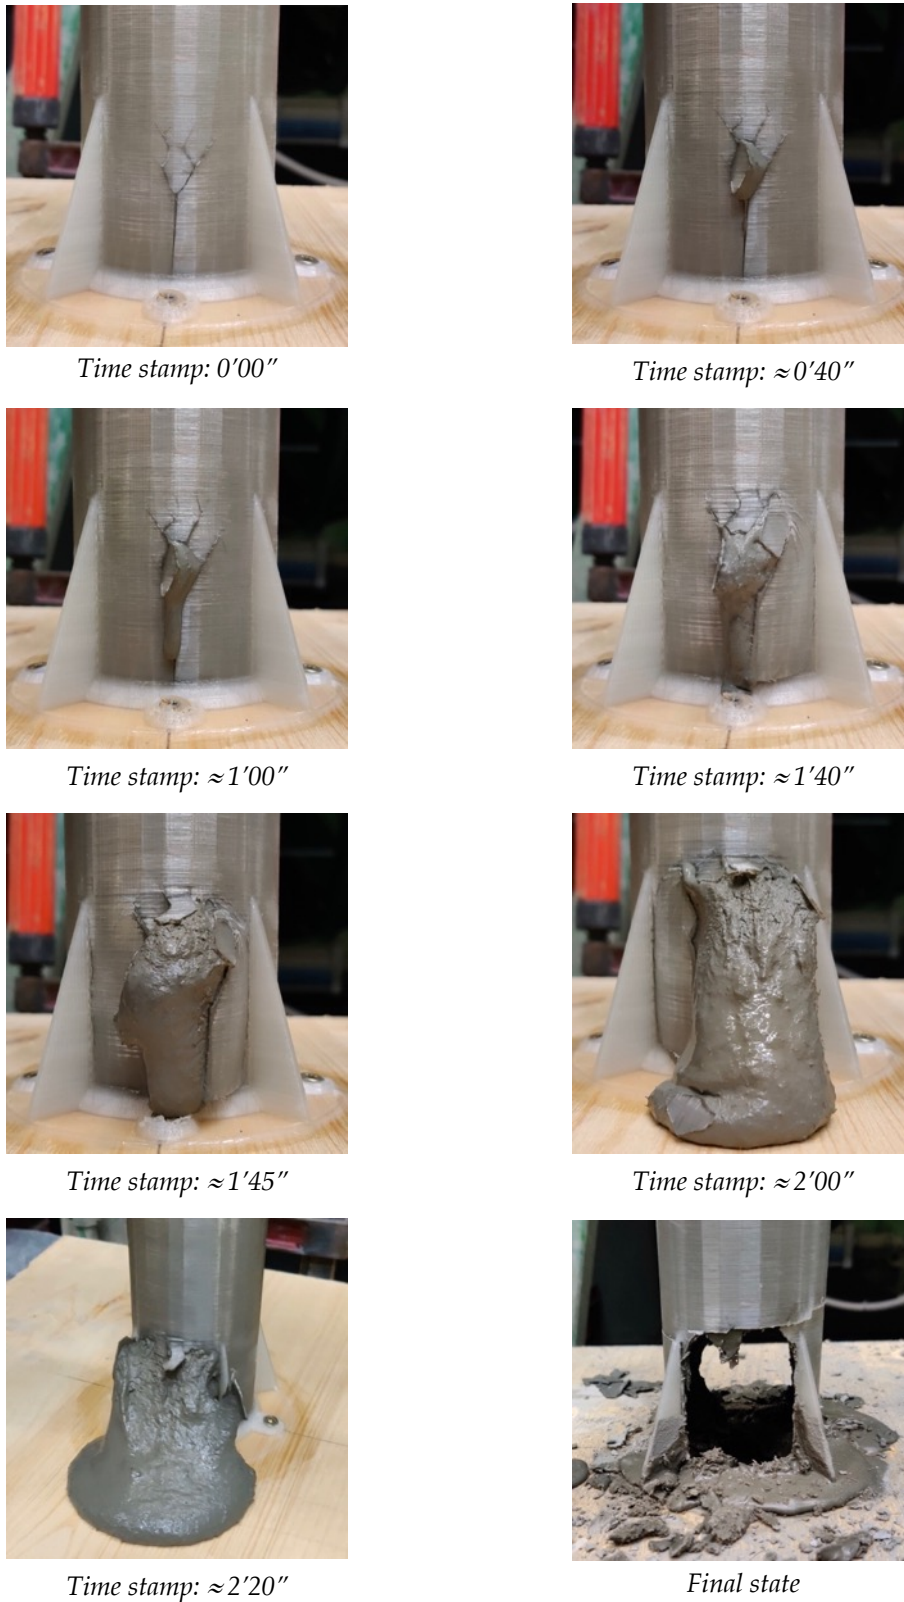 Time stamp: 0′00″
Time stamp: ≈0′40″
Time stamp: ≈1′00″
Time stamp: ≈1′40″
Time stamp: ≈1′45″
Time stamp: ≈2′00″
Time stamp: ≈2′20″
Final state